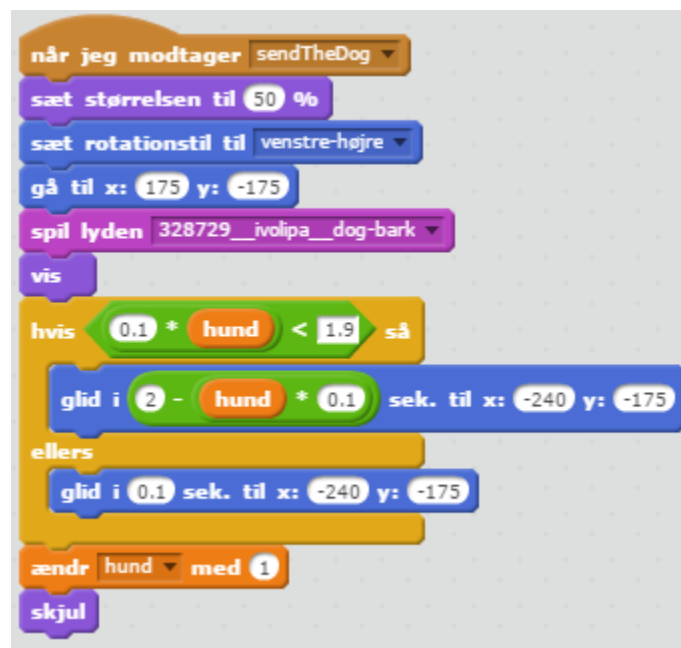 når jeg modtager sendTheDog
sæt størrelsen til 50 %
sæt rotationstil til venstre-højre
gå til x: 175 y: -175
spil lyden 328729__ivolipa__dog-bark
vis
hvis 0.1 * hund < 1.9 så
glid i 2 - hund * 0.1 sek. til x: -240 y: -175
ellers
glid i 0.1 sek. til x: -240 y: -175
ændr hund med 1
skjul